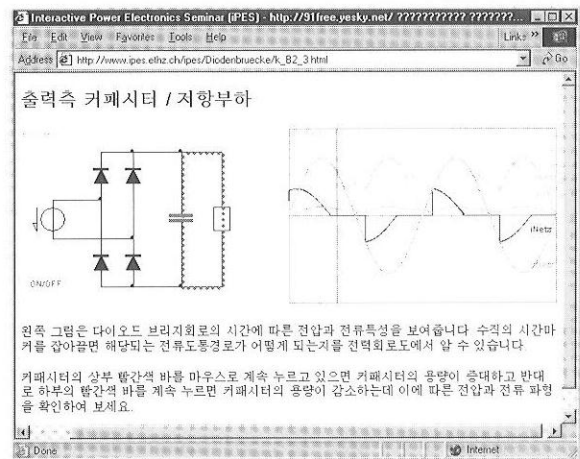 Interactive Power Electronics Seminar (iPES) - http://91free.yesky.net/ ??????????? ???????...
File Edit View Favorites Tools Help
Links »
Address http://www.ipes.ethz.ch/ipes/Diodenbruecke/k_B2_3.html
Go
출력측 커패시터 / 저항부하
iNetz
ON/OFF
왼쪽 그림은 다이오드 브리지회로의 시간에 따른 전압과 전류특성을 보여줍니다. 수직의 시간마
커를 잡아끌면 해당되는 전류도통경로가 어떻게 되는지를 전력회로도에서 알 수 있습니다.
커패시터의 상부 빨간색 바를 마우스로 계속 누르고 있으면 커패시터의 용량이 증대하고 반대
로 하부의 빨간색 바를 계속 누르면 커패시터의 용량이 감소하는데 이에 따른 전압과 전류 파형
을 확인하여 보세요.
Done
Internet